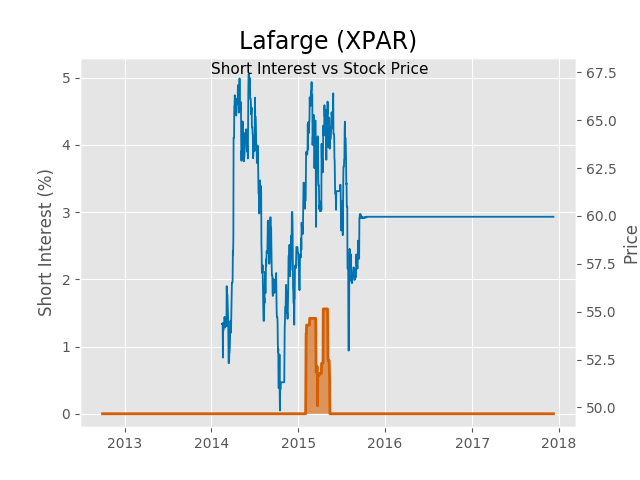 Lafarge (XPAR)
Short Interest vs Stock Price
Short Interest (%)
5
4
3
2
1
0
67.5
65.0
62.5
60.0
57.5
55.0
52.5
50.0
Price
2013 2014 2015 2016 2017 2018